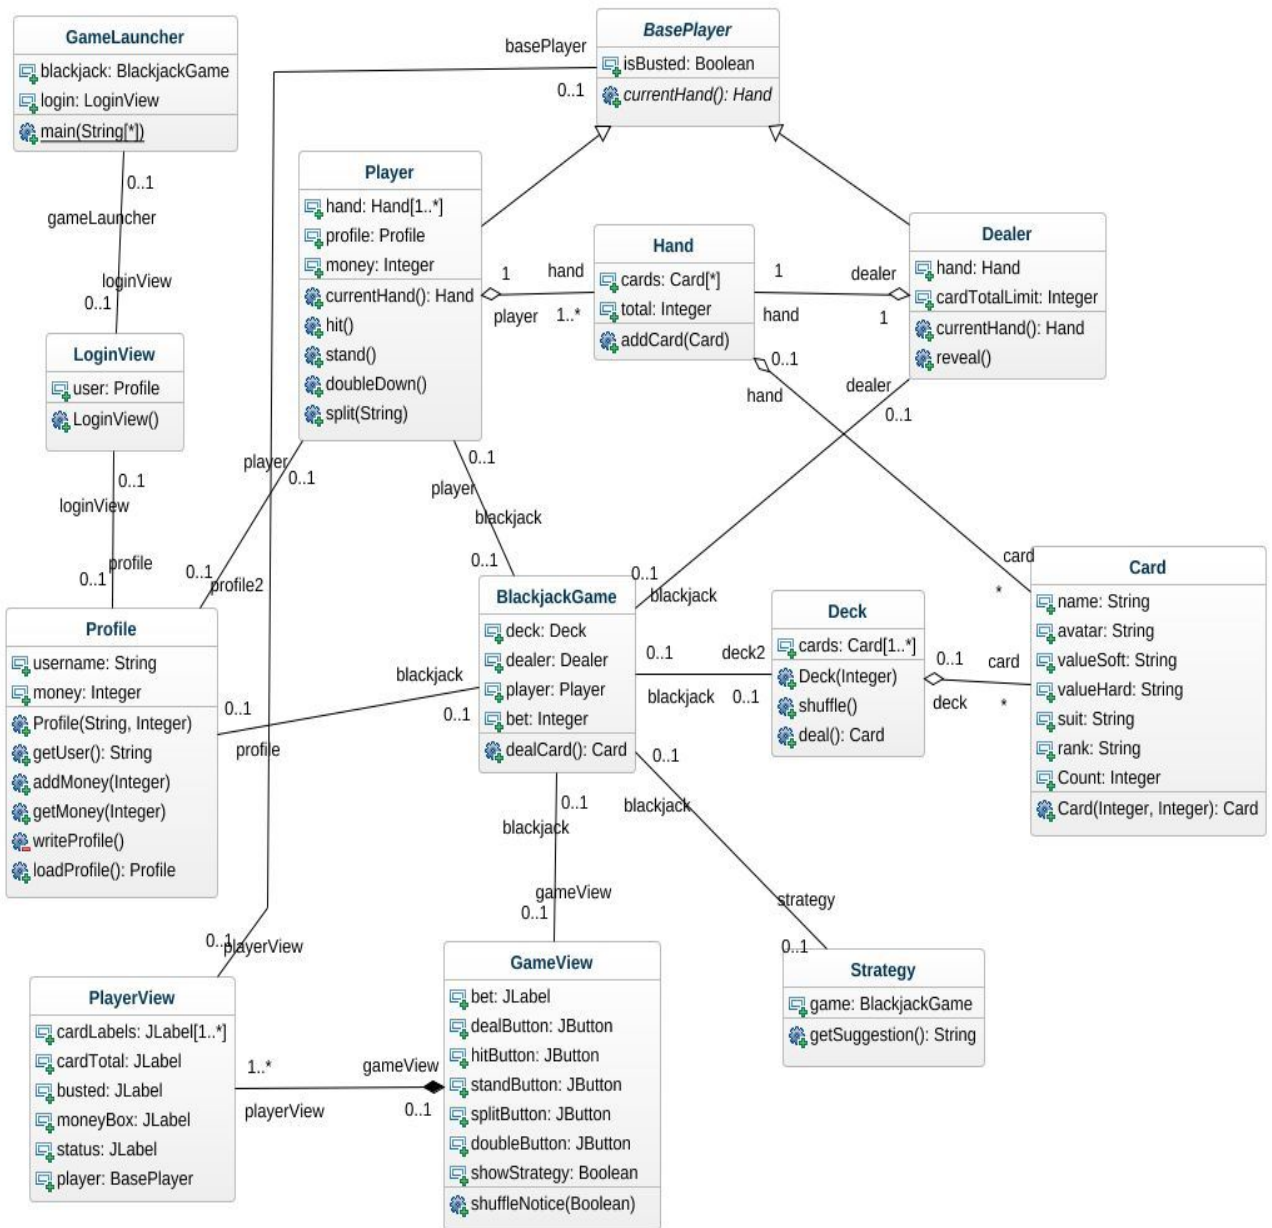 GameLauncher
blackjack: BlackjackGame
login: LoginView
main(String[*])
0..1
gameLauncher
loginView
0..1
LoginView
user: Profile
LoginView()
0..1
loginView
profile
0..1
basePlayer
0..1
BasePlayer
isBusted: Boolean
currentHand(): Hand
Player
hand: Hand[1..*]
profile: Profile
money: Integer
currentHand(): Hand
hit()
stand()
doubleDown()
split(String)
1
hand
player
1..*
Hand
cards: Card[*]
total: Integer
addCard(Card)
1
dealer
hand
1
Dealer
hand: Hand
cardTotalLimit: Integer
currentHand(): Hand
reveal()
0..1
hand
dealer
0..1
player
0..1
0..1
profile2
0..1
player
blackjack
0..1
0..1
blackjack
card
*
Profile
username: String
money: Integer
Profile(String, Integer)
getUser(): String
addMoney(Integer)
getMoney(Integer)
writeProfile()
loadProfile(): Profile
blackjack
0..1
0..1
profile
BlackjackGame
deck: Deck
dealer: Dealer
player: Player
bet: Integer
dealCard(): Card
0..1
deck2
blackjack
0..1
Deck
cards: Card[1..*]
Deck(Integer)
shuffle()
deal(): Card
0..1
card
deck
*
Card
name: String
avatar: String
valueSoft: String
valueHard: String
suit: String
rank: String
Count: Integer
Card(Integer, Integer): Card
0..1
blackjack
0..1
blackjack
gameView
0..1
strategy
0..1
0..1
playerView
PlayerView
cardLabels: JLabel[1..*]
cardTotal: JLabel
busted: JLabel
moneyBox: JLabel
status: JLabel
player: BasePlayer
1..*
gameView
playerView
0..1
GameView
bet: JLabel
dealButton: JButton
hitButton: JButton
standButton: JButton
splitButton: JButton
doubleButton: JButton
showStrategy: Boolean
shuffleNotice(Boolean)
Strategy
game: BlackjackGame
getSuggestion(): String